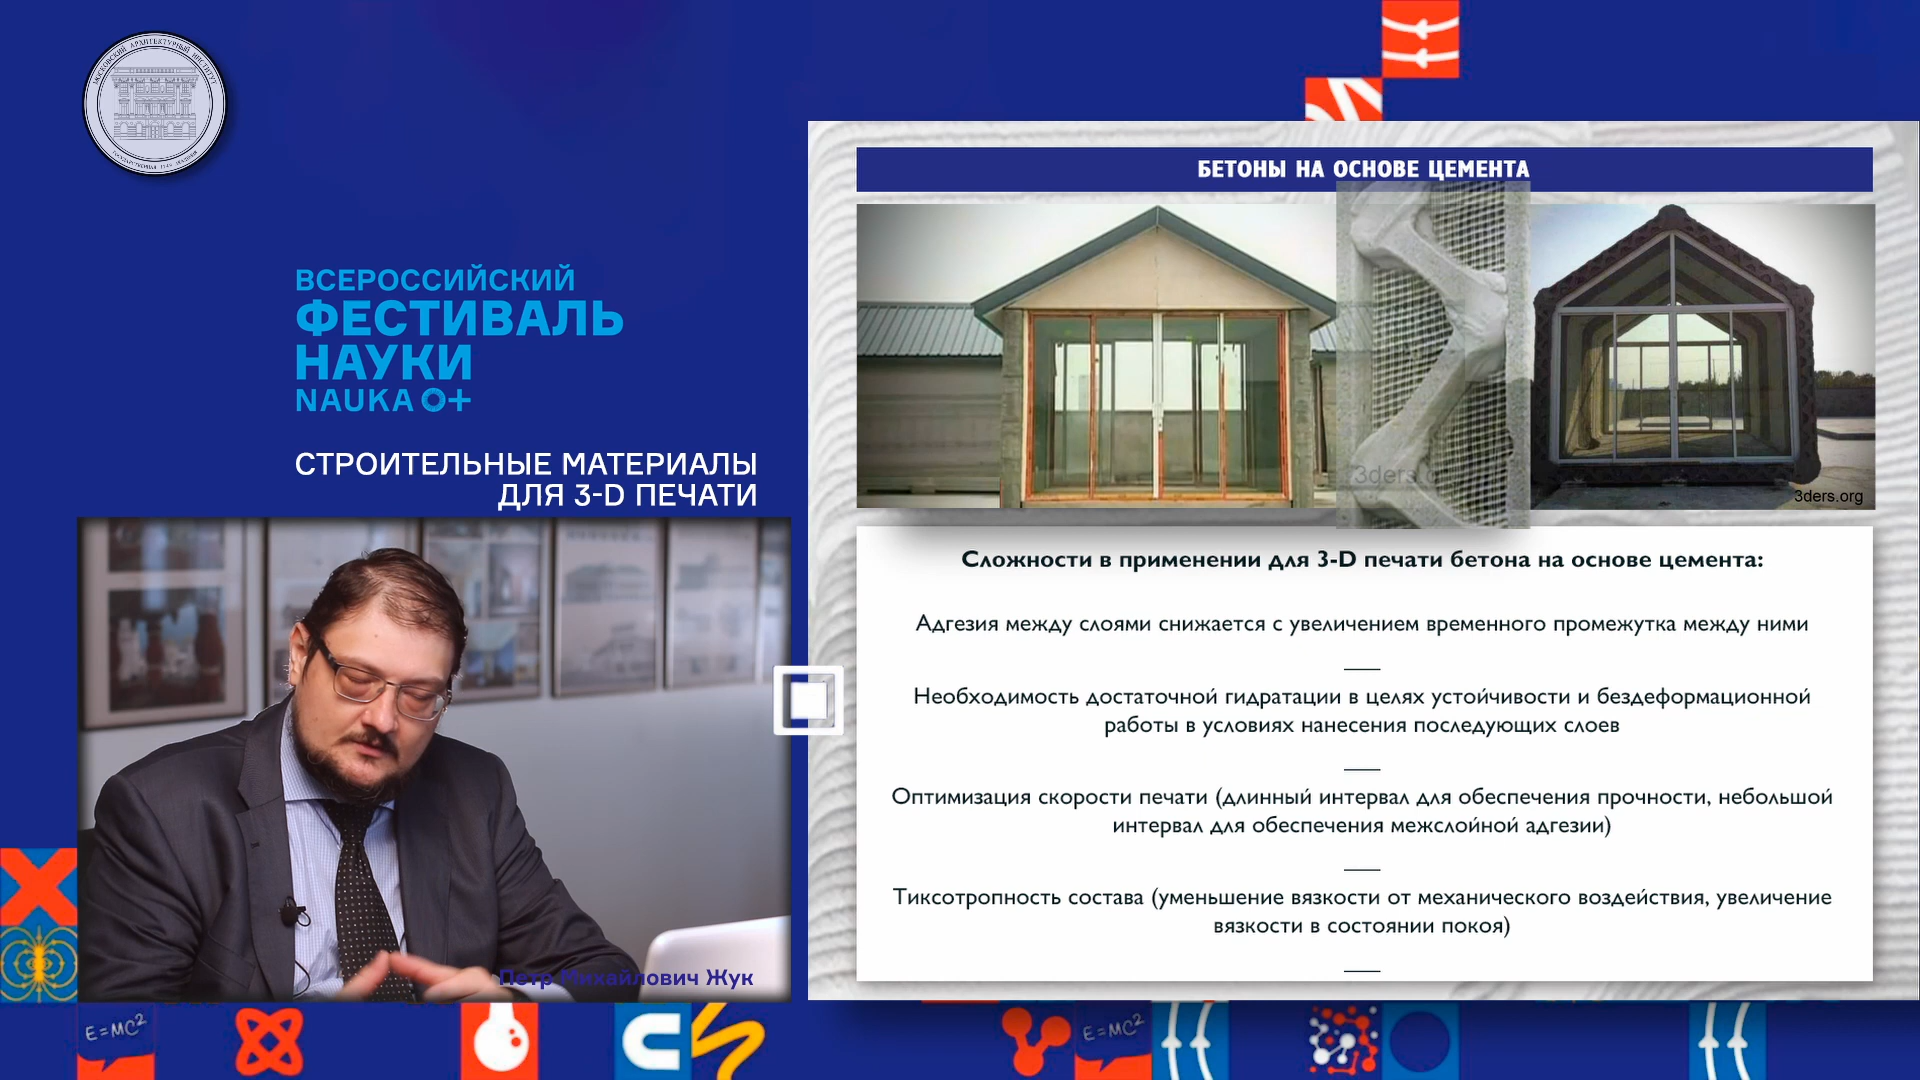 МОСКОВСКИЙ АРХИТЕКТУРНЫЙ ИНСТИТУТ
ВСЕРОССИЙСКИЙ
ФЕСТИВАЛЬ
НАУКИ
NAUKA O+
СТРОИТЕЛЬНЫЕ МАТЕРИАЛЫ
ДЛЯ 3-D ПЕЧАТИ
Петр Михайлович Жук
БЕТОНЫ НА ОСНОВЕ ЦЕМЕНТА
3ders.org
Сложности в применении для 3-D печати бетона на основе цемента:
Адгезия между слоями снижается с увеличением временного промежутка между ними
Необходимость достаточной гидратации в целях устойчивости и бездеформационной
работы в условиях нанесения последующих слоев
Оптимизация скорости печати (длинный интервал для обеспечения прочности, небольшой
интервал для обеспечения межслойной адгезии)
Тиксотропность состава (уменьшение вязкости от механического воздействия, увеличение
вязкости в состоянии покоя)
E=MC²
E=MC²